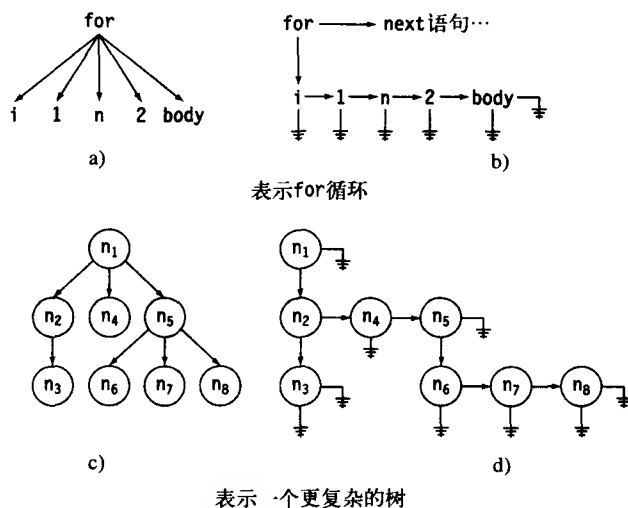 for
for next语句…
i 1 n 2 body
i 1 n 2 body
a)
b)
表示for循环
n1
n1
n2 n4 n5
n2 n4 n5
n3 n6 n7 n8
n3 n6 n7 n8
c)
d)
表示一个更复杂的树